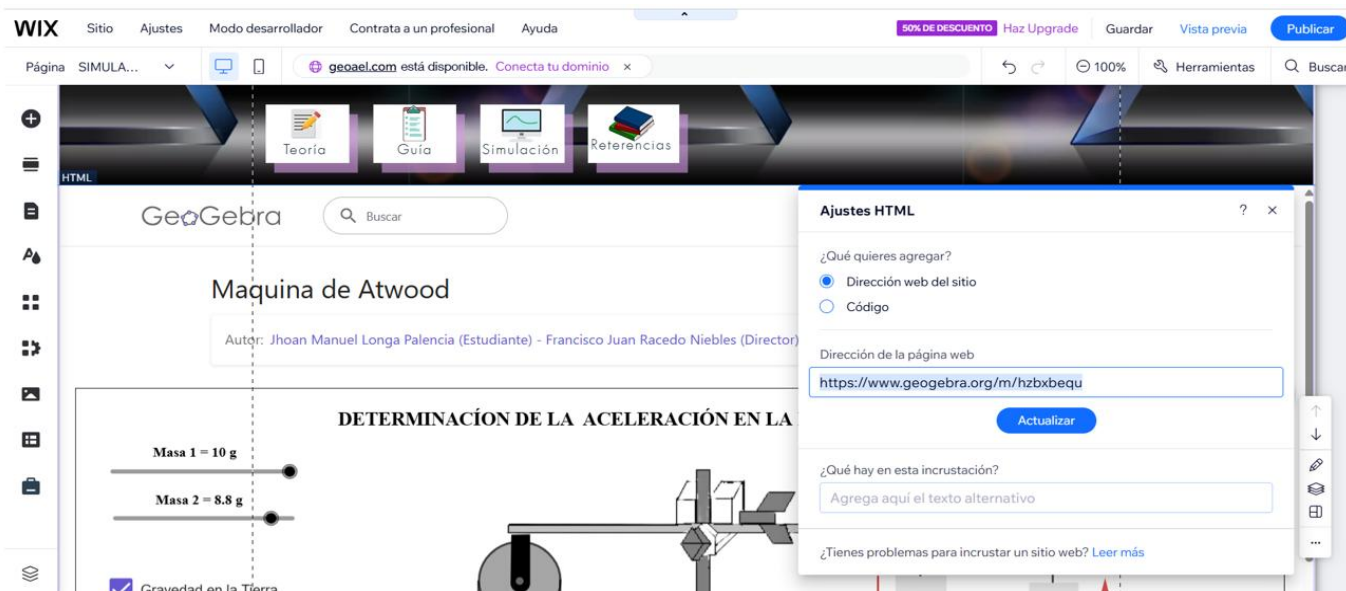 WIX Sitio Ajustes Modo desarrollador Contrata a un profesional Ayuda 50% DE DESCUENTO Haz Upgrade Guardar Vista previa Publicar
Página SIMULA... geoael.com está disponible. Conecta tu dominio × 100% Herramientas Buscar
Teoría Guía Simulación Referencias
HTML
GeoGebra Buscar
Maquina de Atwood
Autor: Jhoan Manuel Longa Palencia (Estudiante) - Francisco Juan Racedo Niebles (Director)
DETERMINACÍON DE LA ACELERACIÓN EN LA
Masa 1 = 10 g
Masa 2 = 8.8 g
Gravedad en la Tierra
Ajustes HTML ? ×
¿Qué quieres agregar?
Dirección web del sitio
Código
Dirección de la página web
https://www.geogebra.org/m/hzbxbequ
Actualizar
¿Qué hay en esta incrustación?
Agrega aquí el texto alternativo
¿Tienes problemas para incrustar un sitio web? Leer más